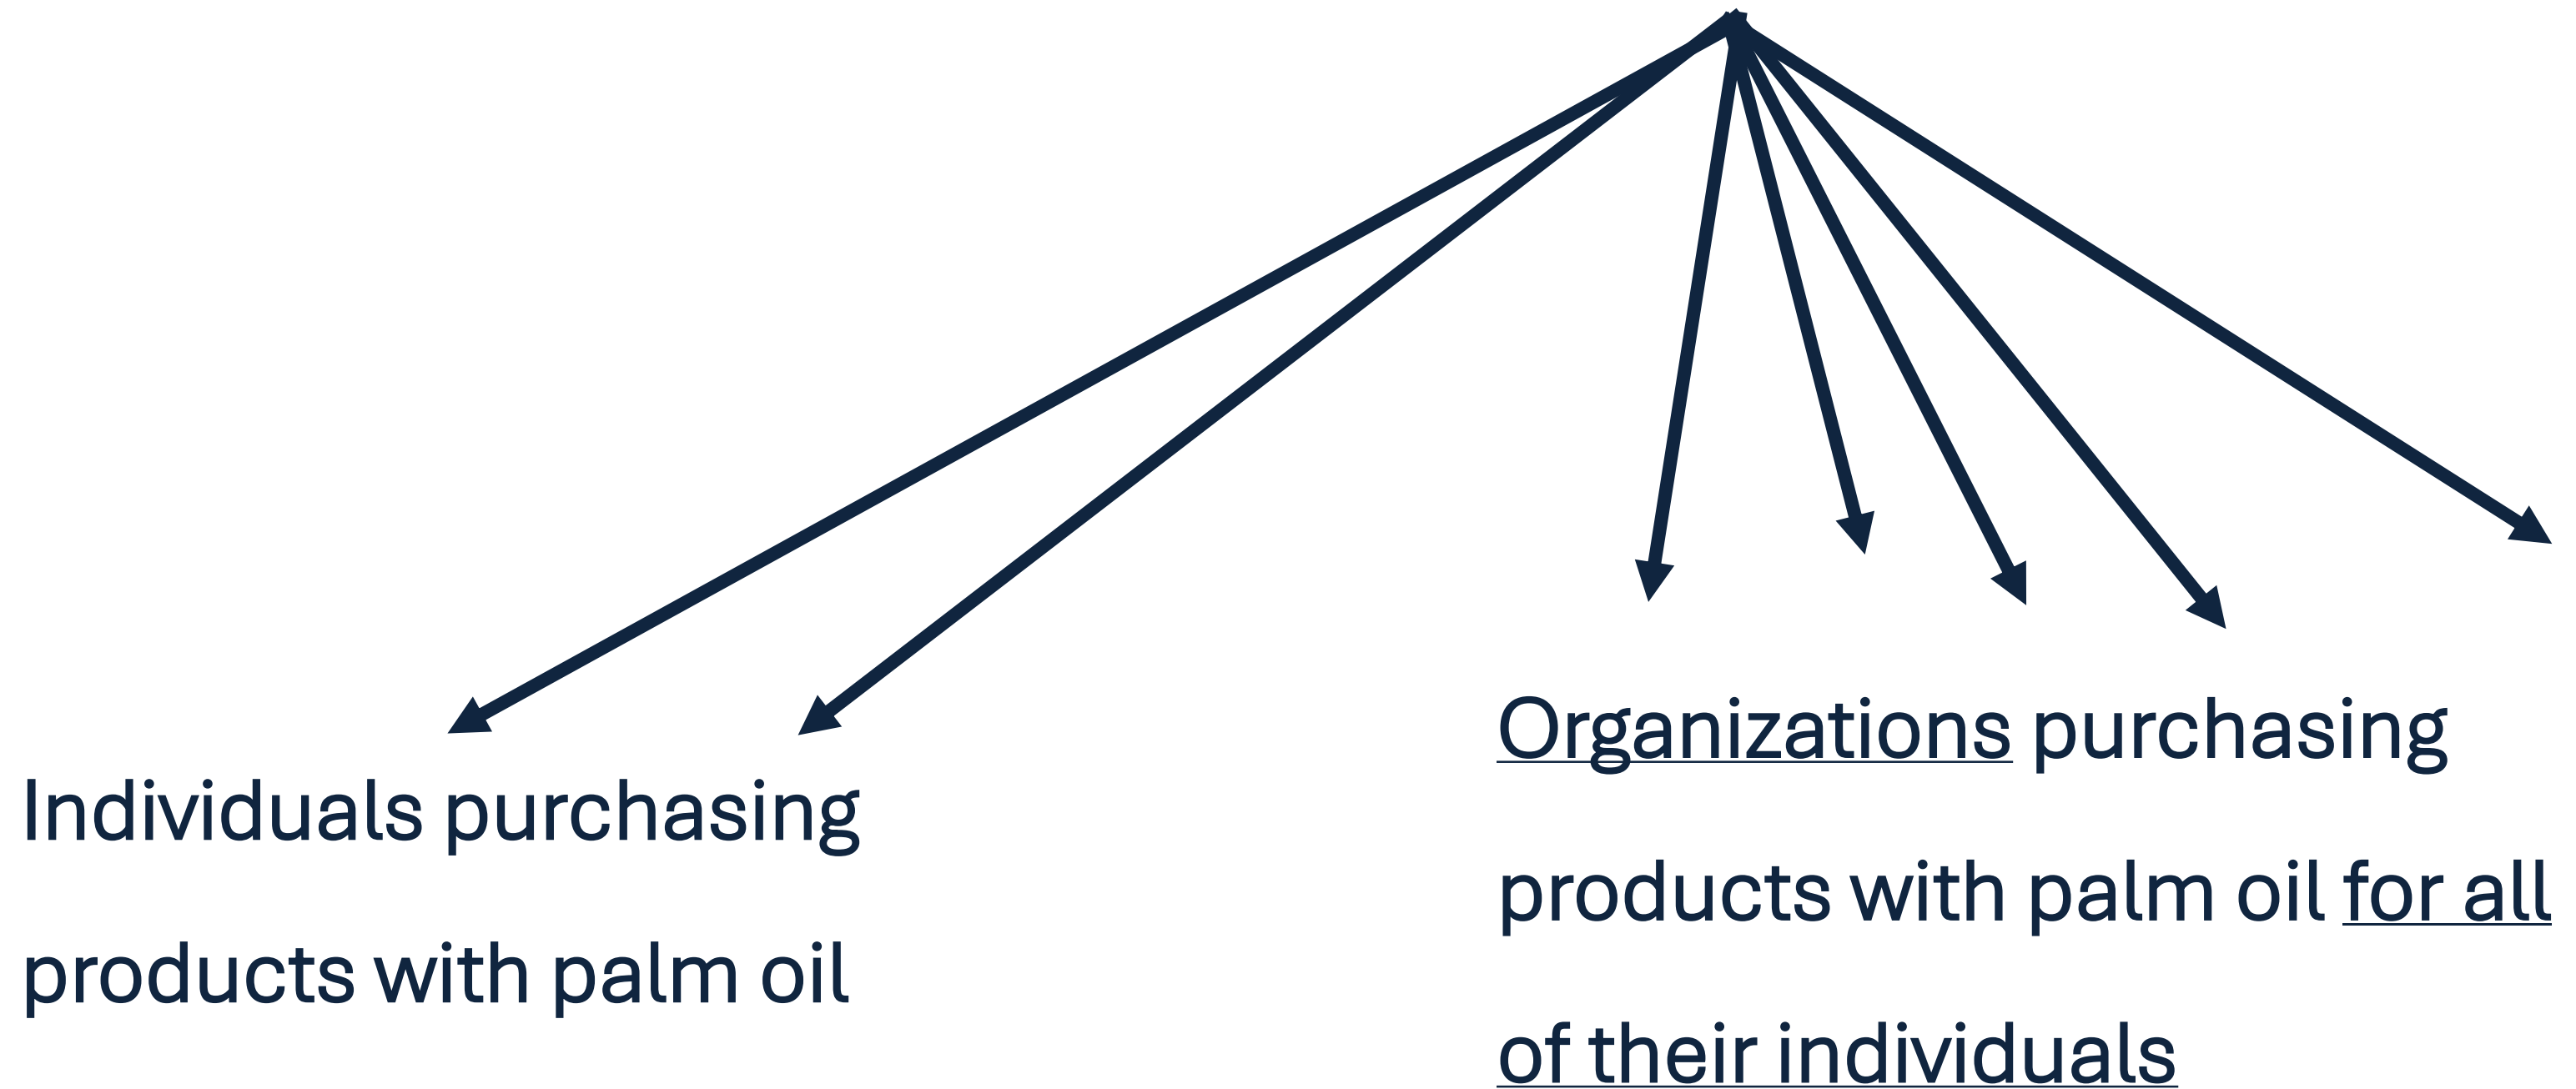 Individuals purchasing
products with palm oil
Organizations purchasing
products with palm oil for all
of their individuals